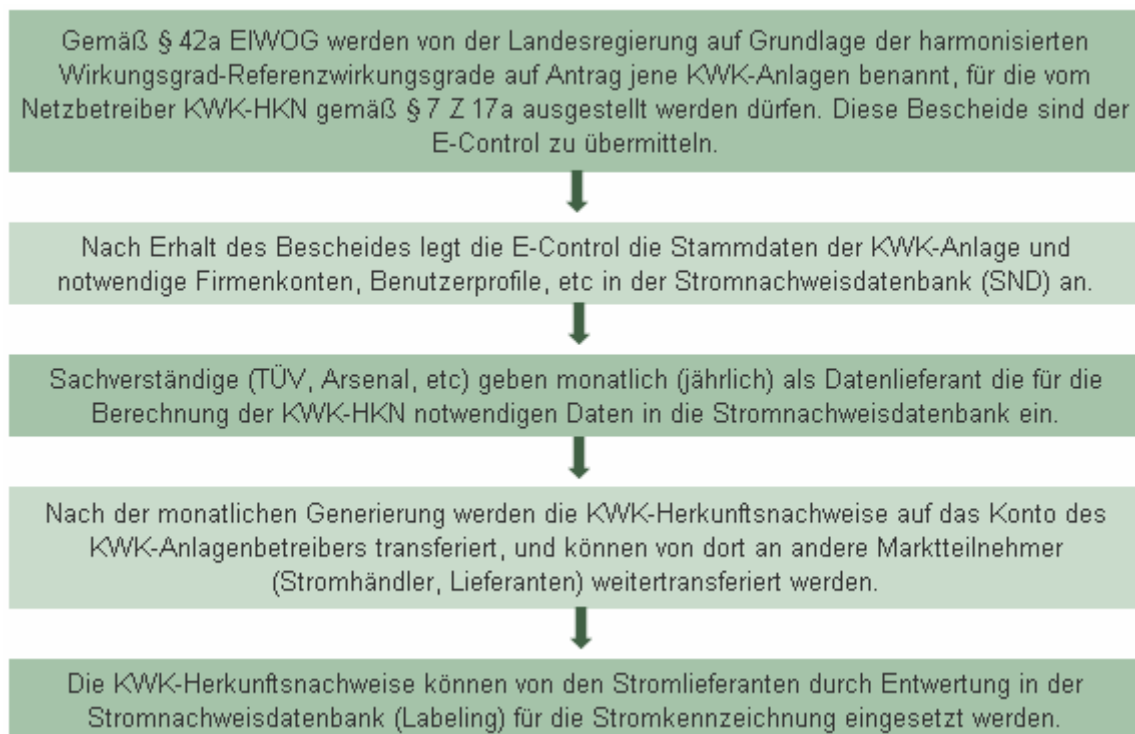 Gemäß § 42a ElWOG werden von der Landesregierung auf Grundlage der harmonisierten
Wirkungsgrad-Referenzwirkungsgrade auf Antrag jene KWK-Anlagen benannt, für die vom
Netzbetreiber KWK-HKN gemäß § 7 Z 17a ausgestellt werden dürfen. Diese Bescheide sind der
E-Control zu übermitteln.
Nach Erhalt des Bescheides legt die E-Control die Stammdaten der KWK-Anlage und
notwendige Firmenkonten, Benutzerprofile, etc in der Stromnachweisdatenbank (SND) an.
Sachverständige (TÜV, Arsenal, etc) geben monatlich (jährlich) als Datenlieferant die für die
Berechnung der KWK-HKN notwendigen Daten in die Stromnachweisdatenbank ein.
Nach der monatlichen Generierung werden die KWK-Herkunftsnachweise auf das Konto des
KWK-Anlagenbetreibers transferiert, und können von dort an andere Marktteilnehmer
(Stromhändler, Lieferanten) weitertransferiert werden.
Die KWK-Herkunftsnachweise können von den Stromlieferanten durch Entwertung in der
Stromnachweisdatenbank (Labeling) für die Stromkennzeichnung eingesetzt werden.